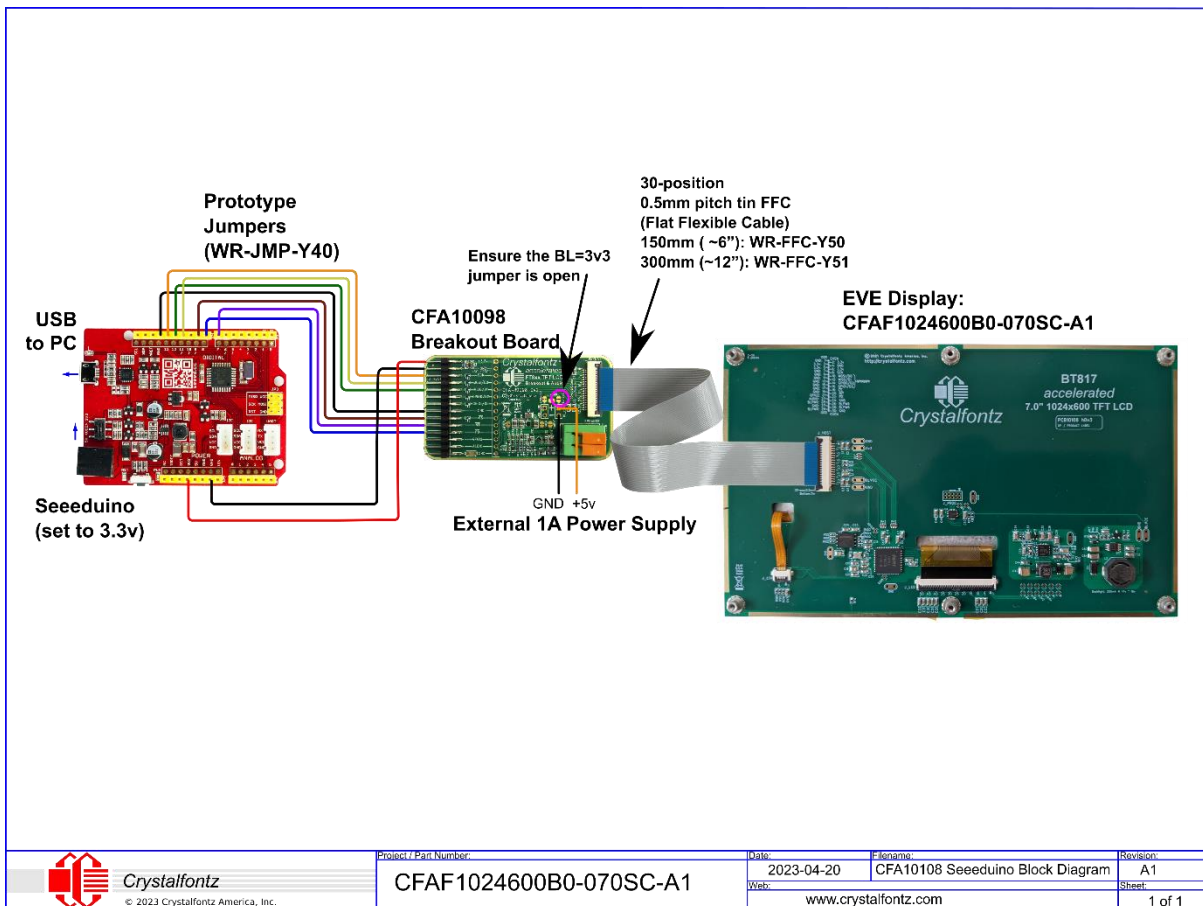 Prototype
Jumpers
(WR-JMP-Y40)
30-position
0.5mm pitch tin FFC
(Flat Flexible Cable)
150mm ( ~6”): WR-FFC-Y50
300mm (~12”): WR-FFC-Y51
Ensure the BL=3v3
jumper is open
EVE Display:
CFAF1024600B0-070SC-A1
USB
to PC
CFA10098
Breakout Board
Crystalfontz
DIGITAL
POWER
ANALOG
Seeeduino
(set to 3.3v)
GND +5v
External 1A Power Supply
Crystalfontz
BT817
accelerated
7.0" 1024x600 TFT LCD
Crystalfontz
© 2023 Crystalfontz America, Inc.
Project / Part Number:
CFAF1024600B0-070SC-A1
Date:
2023-04-20
Filename:
CFA10108 Seeeduino Block Diagram
Revision:
A1
Web:
www.crystalfontz.com
Sheet:
1 of 1